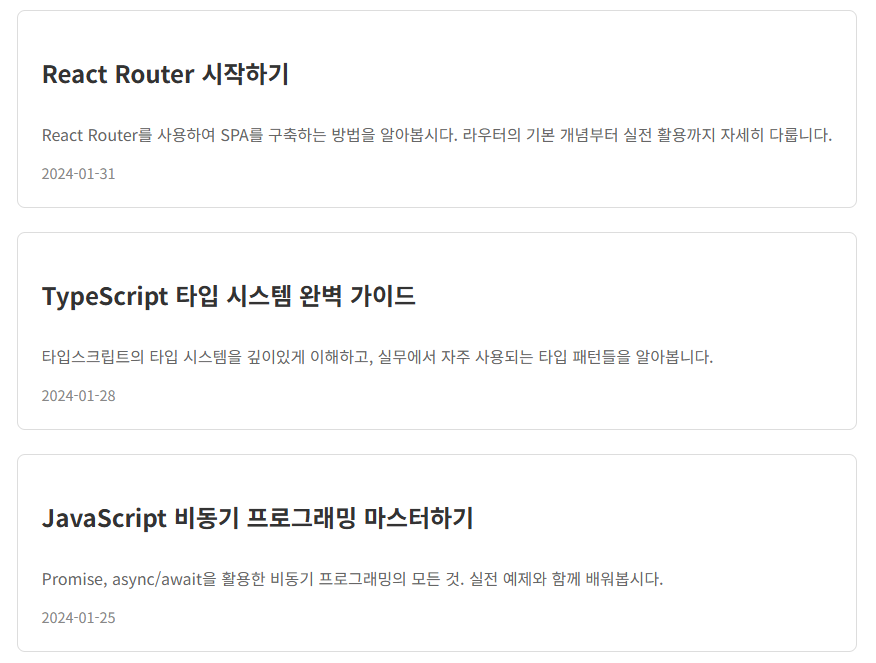 React Router 시작하기
React Router를 사용하여 SPA를 구축하는 방법을 알아봅시다. 라우터의 기본 개념부터 실전 활용까지 자세히 다룹니다.
2024-01-31
TypeScript 타입 시스템 완벽 가이드
타입스크립트의 타입 시스템을 깊이있게 이해하고, 실무에서 자주 사용되는 타입 패턴들을 알아봅니다.
2024-01-28
JavaScript 비동기 프로그래밍 마스터하기
Promise, async/await을 활용한 비동기 프로그래밍의 모든 것. 실전 예제와 함께 배워봅시다.
2024-01-25